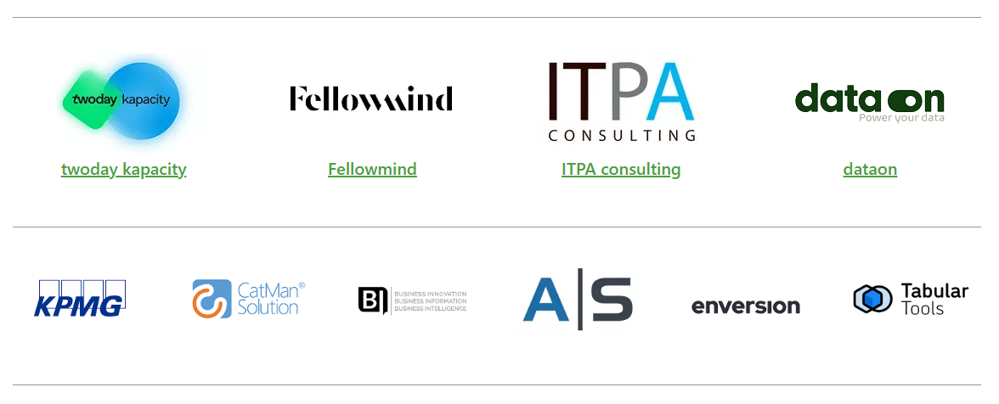 twoday kapacity
Fellowmind
ITPA
CONSULTING
data on
Power your data
twoday kapacity
Fellowmind
ITPA consulting
dataon
KPMG
CatMan®
Solution
BI
BUSINESS INNOVATION
BUSINESS INFORMATION
BUSINESS INTELLIGENCE
A|S
enversion
Tabular
Tools